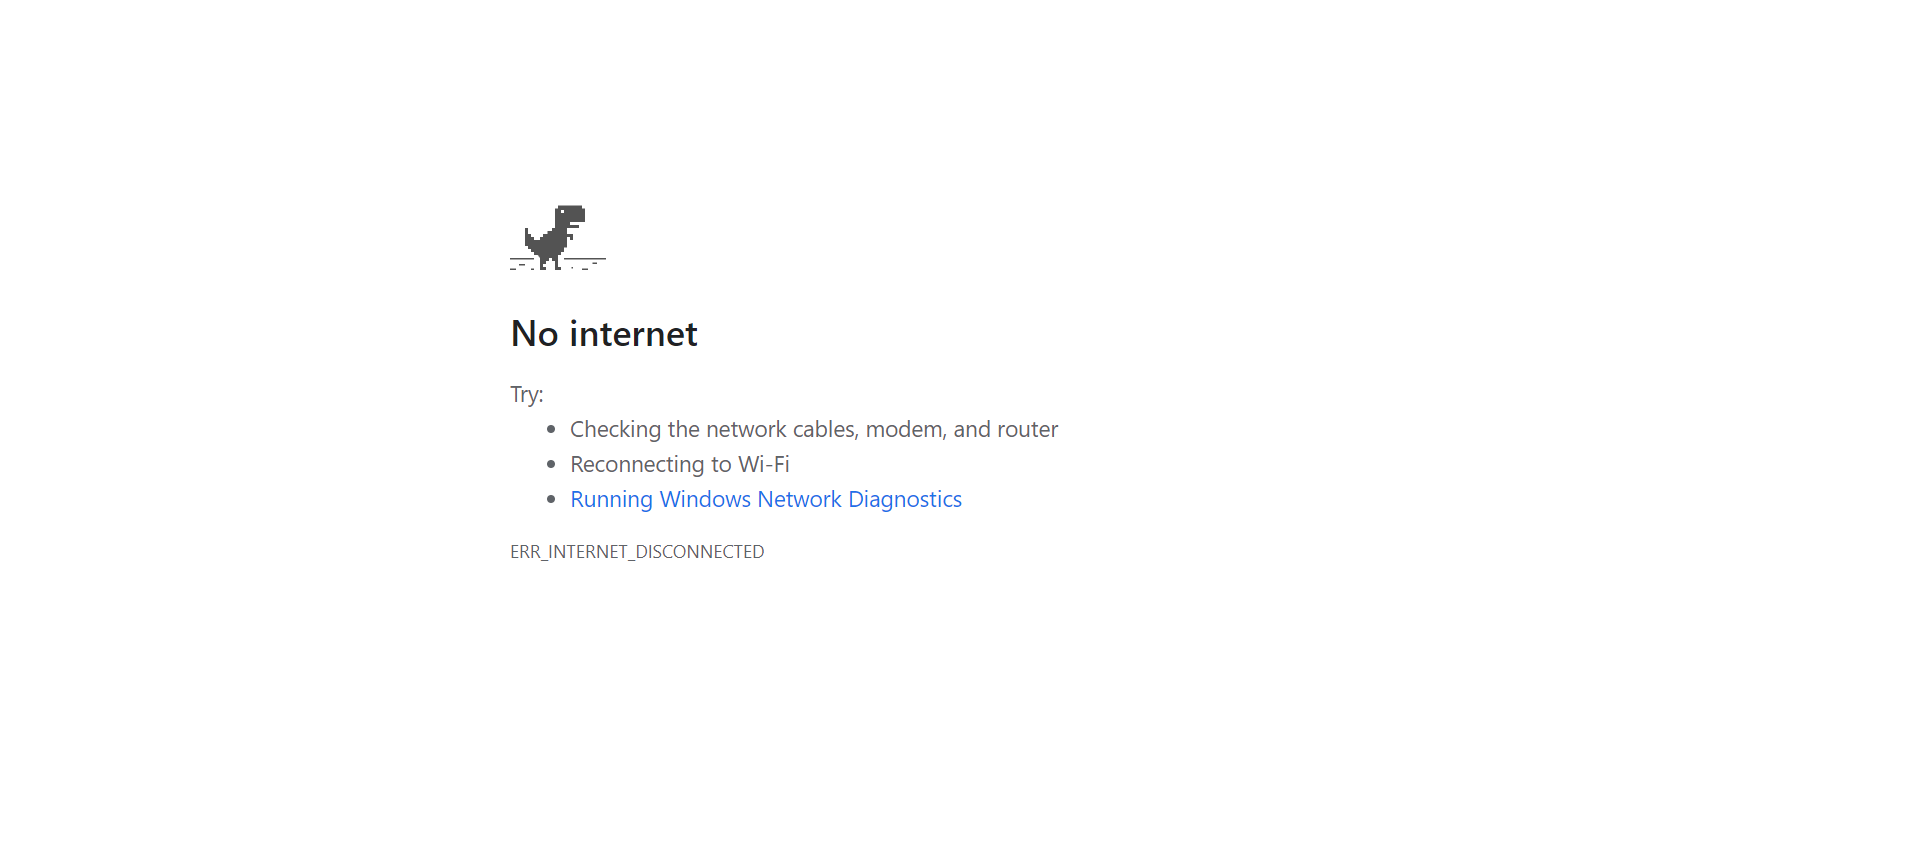 No internet
Try:
Checking the network cables, modem, and router
Reconnecting to Wi-Fi
Running Windows Network Diagnostics
ERR_INTERNET_DISCONNECTED